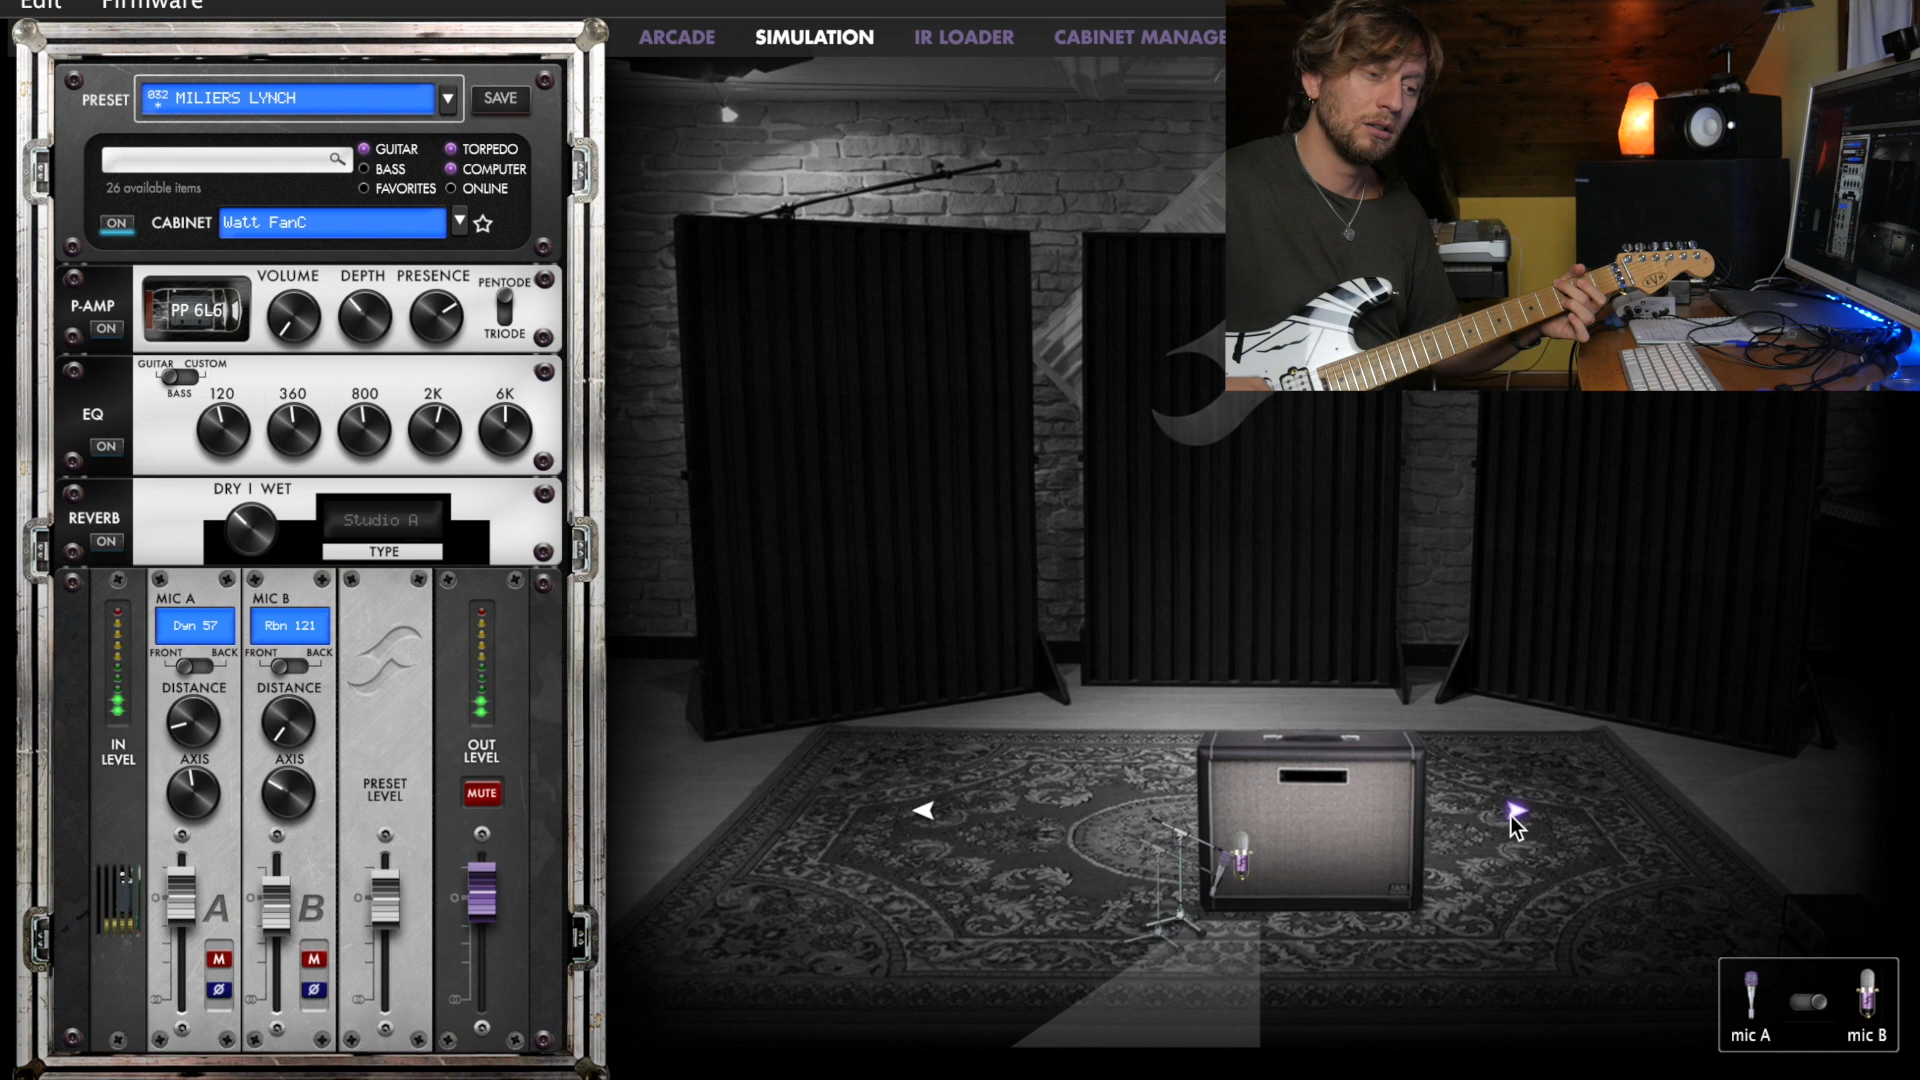 Edit Firmware
ARCADE SIMULATION IR LOADER CABINET MANAGE
PRESET 032 * MILIERS LYNCH SAVE
GUITAR TORPEDO
BASS COMPUTER
26 available items FAVORITES ONLINE
ON CABINET Watt FanC
VOLUME DEPTH PRESENCE PENTODE
P-AMP PP 6L6
ON TRIODE
GUITAR CUSTOM
BASS
120 360 800 2K 6K
EQ
ON
DRY | WET
REVERB Studio A
ON TYPE
MIC A MIC B
Dyn 57 Rbn 121
FRONT BACK FRONT BACK
DISTANCE DISTANCE
IN LEVEL OUT LEVEL
AXIS AXIS
PRESET LEVEL MUTE
A B
M M
Ø Ø
EVH
mic A mic B